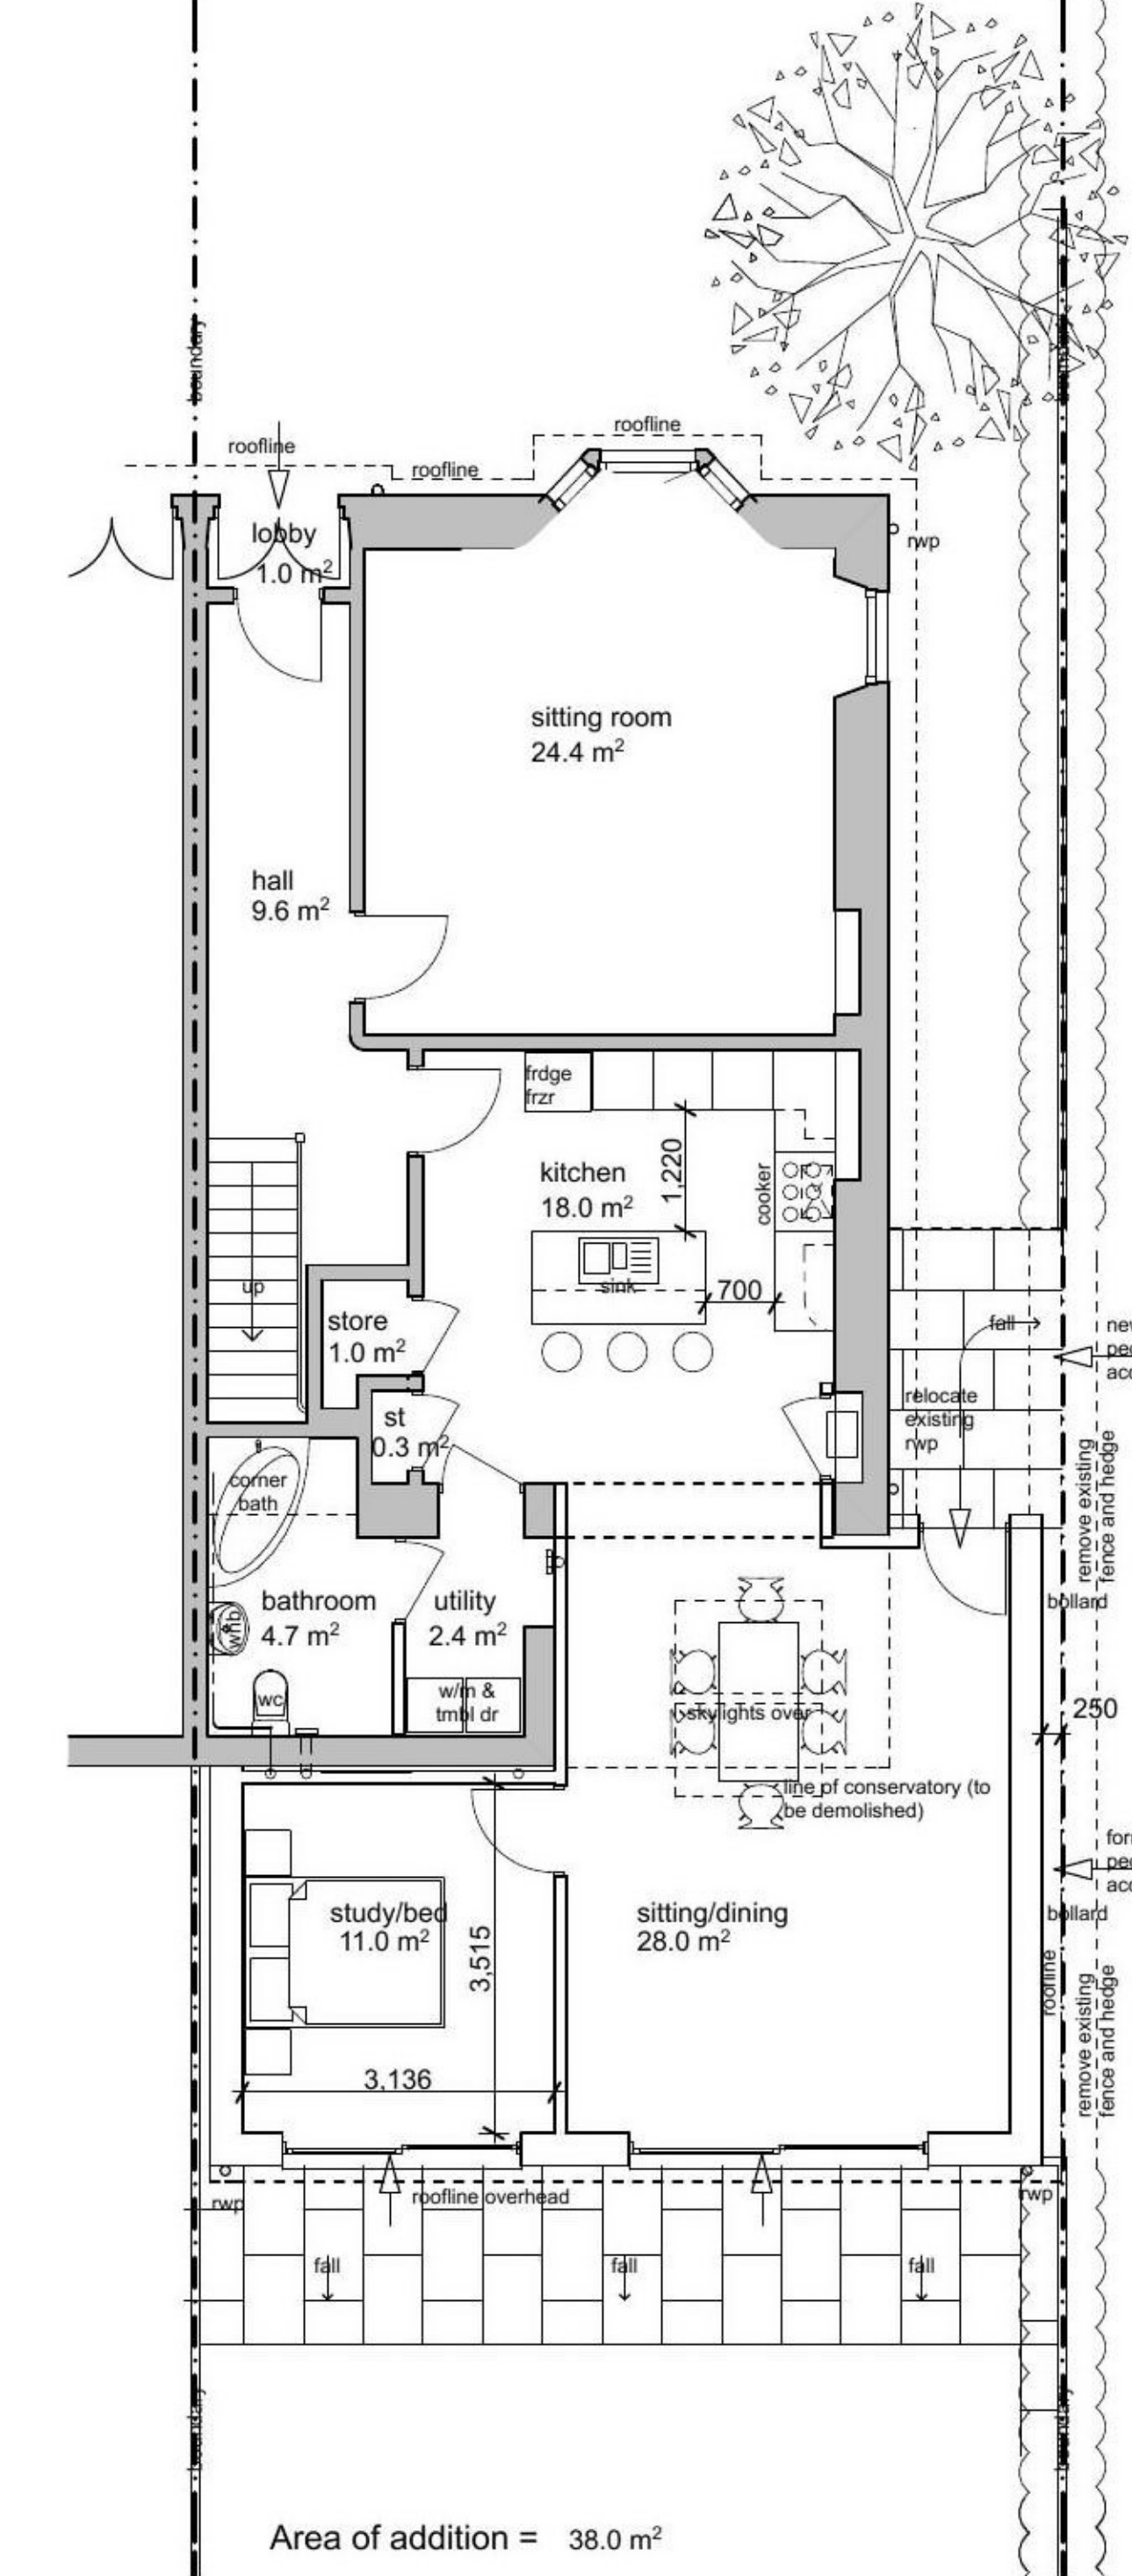 boundary
boundary
roofline
roofline
roofline
lobby
1.0 m²
rwp
sitting room
24.4 m²
hall
9.6 m²
frdge
frzr
kitchen
18.0 m²
1,220
cooker
sink
700
up
store
1.0 m²
st
0.3 m²
fall
relocate
existing
rwp
remove existing
fence and hedge
corner
bath
bathroom
4.7 m²
whb
wc
utility
2.4 m²
w/m &
tmbl dr
bollard
skylights over
250
line of conservatory (to
be demolished)
study/bed
11.0 m²
3,515
3,136
sitting/dining
28.0 m²
bollard
roofline
remove existing
fence and hedge
rwp
roofline overhead
rwp
fall
fall
fall
boundary
boundary
Area of addition = 38.0 m²